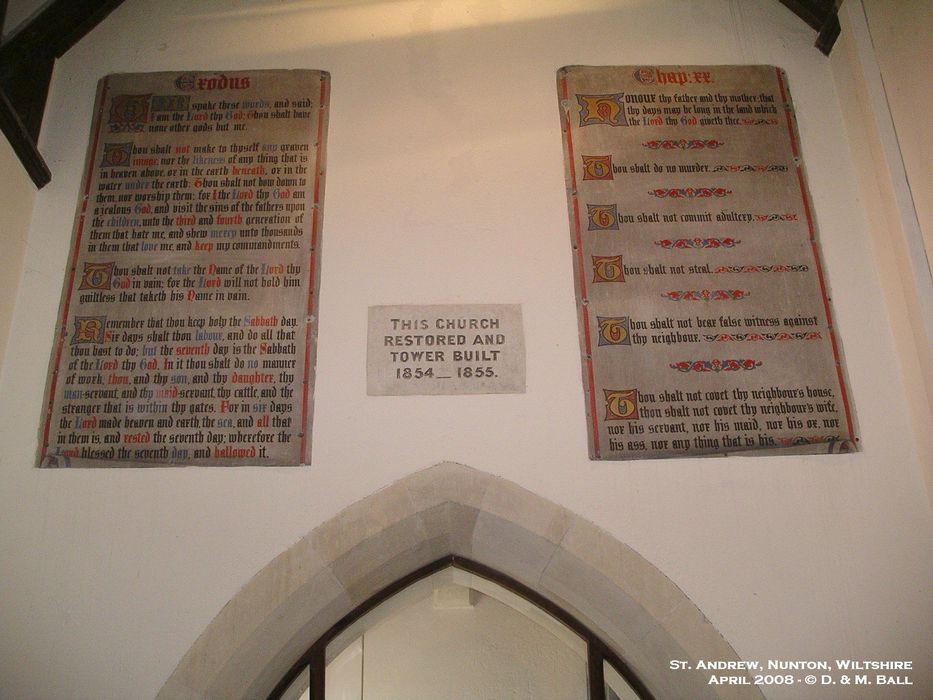 Exodus
GOD spake these words, and said;
I am the Lord thy God: Thou shalt have
none other gods but me.
Thou shalt not make to thyself any graven
image, nor the likeness of any thing that is
in heaven above, or in the earth beneath, or in the
water under the earth: Thou shalt not bow down to
them, nor worship them: for I the Lord thy God am
a jealous God, and visit the sins of the fathers upon
the children, unto the third and fourth generation of
them that hate me, and shew mercy unto thousands
in them that love me, and keep my commandments.
Thou shalt not take the Name of the Lord thy
God in vain: for the Lord will not hold him
guiltless that taketh his Name in vain.
Remember that thou keep holy the Sabbath day.
Six days shalt thou labour, and do all that
thou hast to do; but the seventh day is the Sabbath
of the Lord thy God. In it thou shalt do no manner
of work, thou, and thy son, and thy daughter, thy
man-servant, and thy maid-servant, thy cattle, and the
stranger that is within thy gates. For in six days
the Lord made heaven and earth, the sea, and all that
in them is, and rested the seventh day; wherefore the
Lord blessed the seventh day, and hallowed it.
THIS CHURCH
RESTORED AND
TOWER BUILT
1854_1855.
Chap: xx.
Honour thy father and thy mother: that
thy days may be long in the land which
the Lord thy God giveth thee.
Thou shalt do no murder.
Thou shalt not commit adultery.
Thou shalt not steal.
Thou shalt not bear false witness against
thy neighbour.
Thou shalt not covet thy neighbour's house,
thou shalt not covet thy neighbour's wife,
nor his servant, nor his maid, nor his ox, nor
his ass, nor any thing that is his.
St. Andrew, Nunton, Wiltshire
April 2008 - © D. & M. Ball